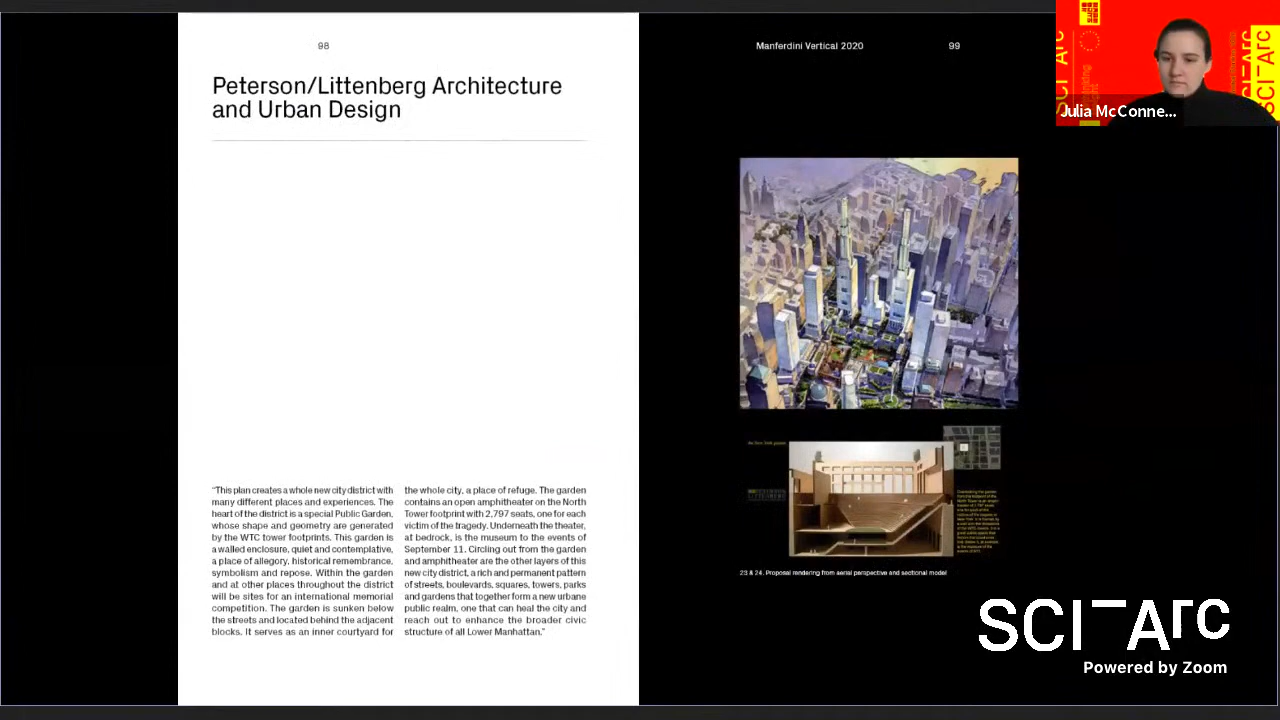 98
Peterson/Littenberg Architecture
and Urban Design
“This plan creates a whole new city district with
many different places and experiences. The
heart of the district is a special Public Garden,
whose shape and geometry are generated
by the WTC tower footprints. This garden is
a walled enclosure, quiet and contemplative,
a place of allegory, historical remembrance,
symbolism and repose. Within the garden
and at other places throughout the district
will be sites for an international memorial
competition. The garden is sunken below
the streets and located behind the adjacent
blocks. It serves as an inner courtyard for
the whole city, a place of refuge. The garden
contains an open amphitheater on the North
Tower footprint with 2,797 seats, one for each
victim of the tragedy. Underneath the theater,
at bedrock, is the museum to the events of
September 11. Circling out from the garden
and amphitheater are the other layers of this
new city district, a rich and permanent pattern
of streets, boulevards, squares, towers, parks
and gardens that together form a new urbane
public realm, one that can heal the city and
reach out to enhance the broader civic
structure of all Lower Manhattan.”
Manferdini Vertical 2020
99
23 & 24. Proposal rendering from aerial perspective and sectional model
SCI-Arc
SCI-Arc
Julia McConne...
SCI-Arc
Powered by Zoom